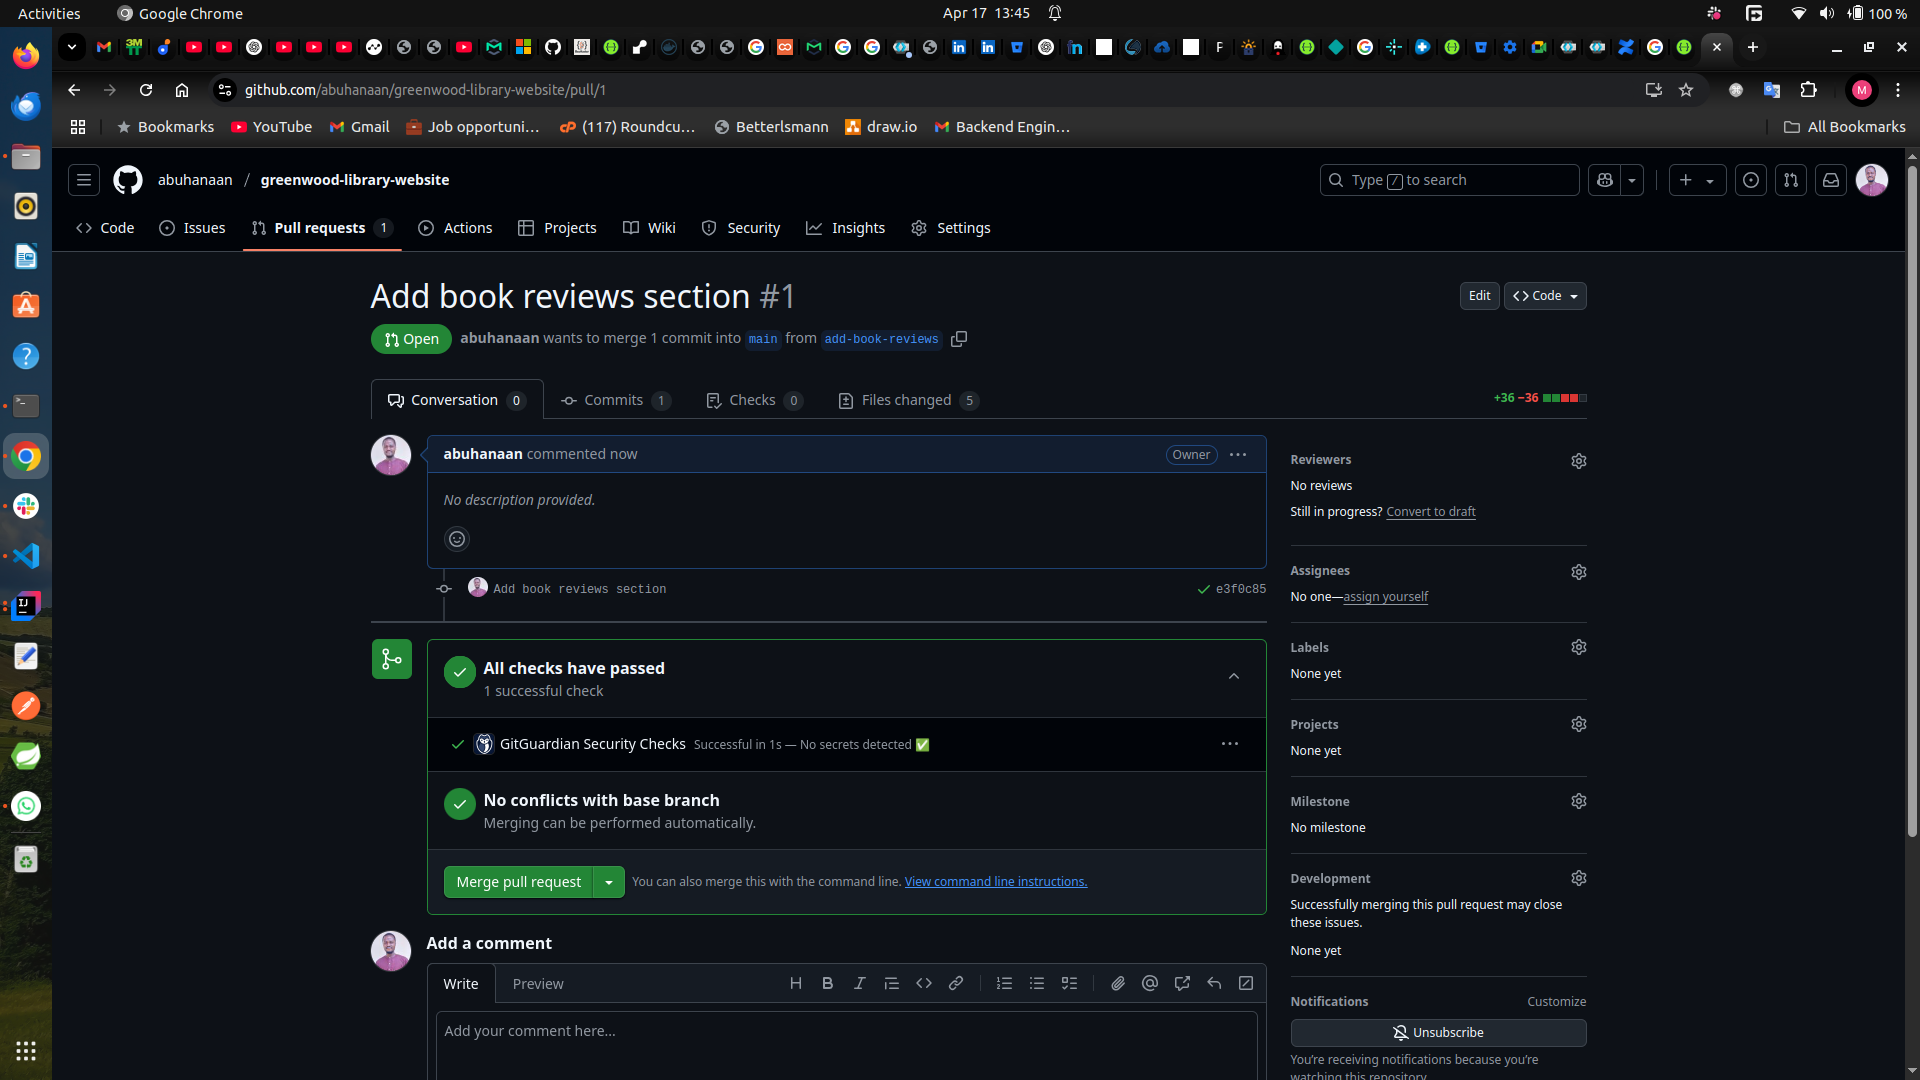 Activities
Google Chrome
Apr 17 13:45
100 %
github.com/abuhanaan/greenwood-library-website/pull/1
M
Bookmarks
YouTube
Gmail
Job opportuni…
(117) Roundcu…
Betterlsmann
draw.io
Backend Engin…
All Bookmarks
abuhanaan / greenwood-library-website
Type / to search
Code
Issues
Pull requests 1
Actions
Projects
Wiki
Security
Insights
Settings
Add book reviews section #1
Edit
Code
Open
abuhanaan wants to merge 1 commit into main from add-book-reviews
Conversation 0
Commits 1
Checks 0
Files changed 5
+36 −36
abuhanaan commented now
Owner
No description provided.
Add book reviews section
e3f0c85
All checks have passed
1 successful check
GitGuardian Security Checks Successful in 1s — No secrets detected ✅
No conflicts with base branch
Merging can be performed automatically.
Merge pull request
You can also merge this with the command line. View command line instructions.
Add a comment
Write
Preview
Add your comment here...
Reviewers
No reviews
Still in progress? Convert to draft
Assignees
No one—assign yourself
Labels
None yet
Projects
None yet
Milestone
No milestone
Development
Successfully merging this pull request may close
these issues.
None yet
Notifications
Customize
Unsubscribe
You're receiving notifications because you're
watching this repository.